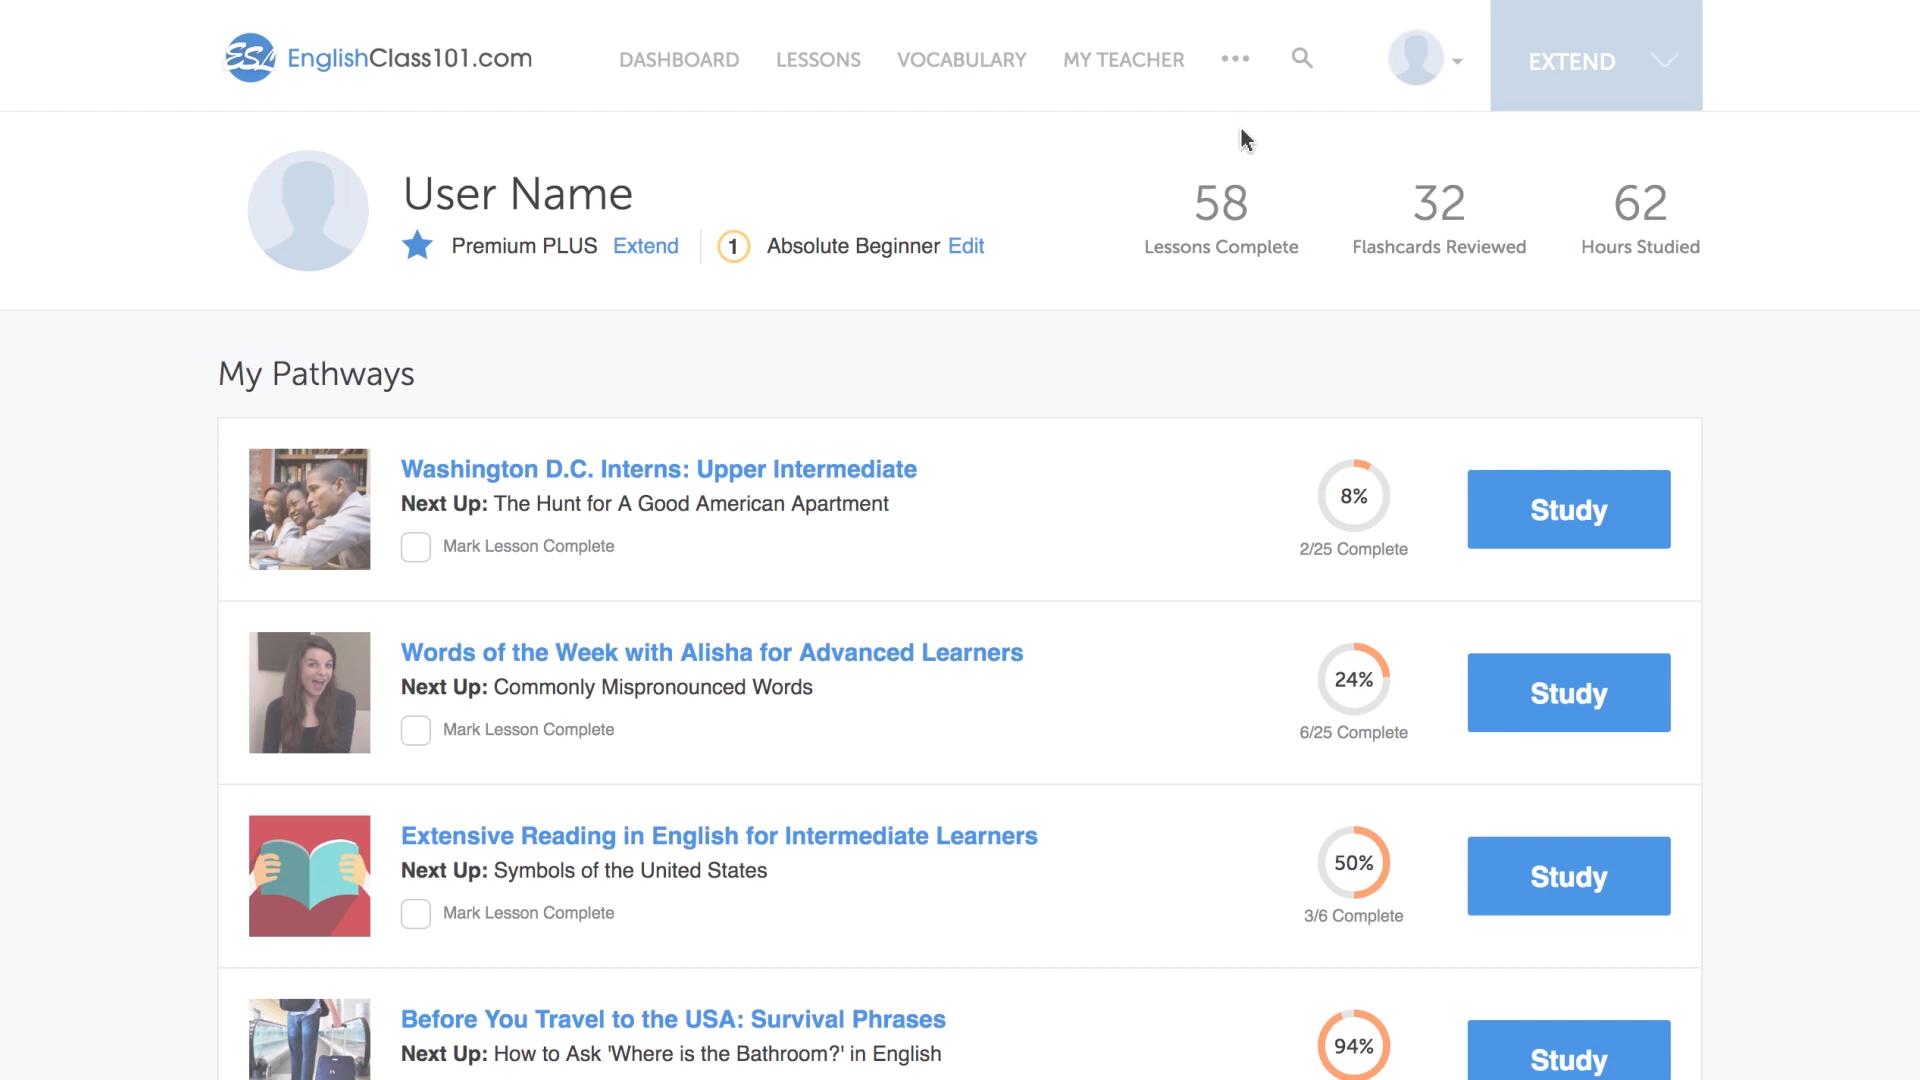 ESL EnglishClass101.com
DASHBOARD LESSONS VOCABULARY MY TEACHER
EXTEND
User Name
Premium PLUS Extend
1 Absolute Beginner Edit
58
Lessons Complete
32
Flashcards Reviewed
62
Hours Studied
My Pathways
Washington D.C. Interns: Upper Intermediate
Next Up: The Hunt for A Good American Apartment
Mark Lesson Complete
8%
2/25 Complete
Study
Words of the Week with Alisha for Advanced Learners
Next Up: Commonly Mispronounced Words
Mark Lesson Complete
24%
6/25 Complete
Study
Extensive Reading in English for Intermediate Learners
Next Up: Symbols of the United States
Mark Lesson Complete
50%
3/6 Complete
Study
Before You Travel to the USA: Survival Phrases
Next Up: How to Ask 'Where is the Bathroom?' in English
94%
Study